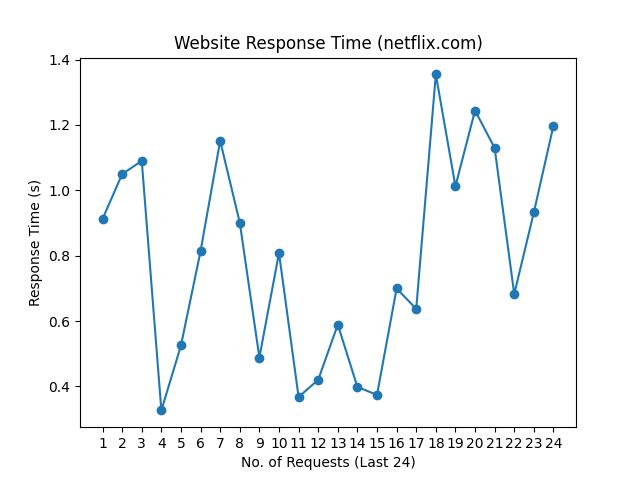 Website Response Time (netflix.com)
Response Time (s)
1.4
1.2
1.0
0.8
0.6
0.4
1 2 3 4 5 6 7 8 9 10 11 12 13 14 15 16 17 18 19 20 21 22 23 24
No. of Requests (Last 24)